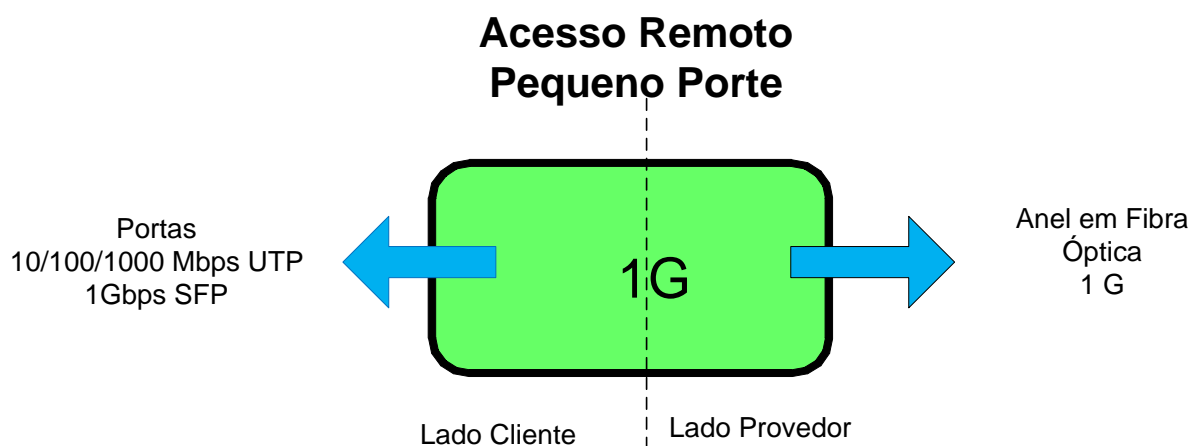 Acesso Remoto
Pequeno Porte
Portas
10/100/1000 Mbps UTP
1Gbps SFP
1G
Anel em Fibra
Óptica
1 G
Lado Cliente
Lado Provedor